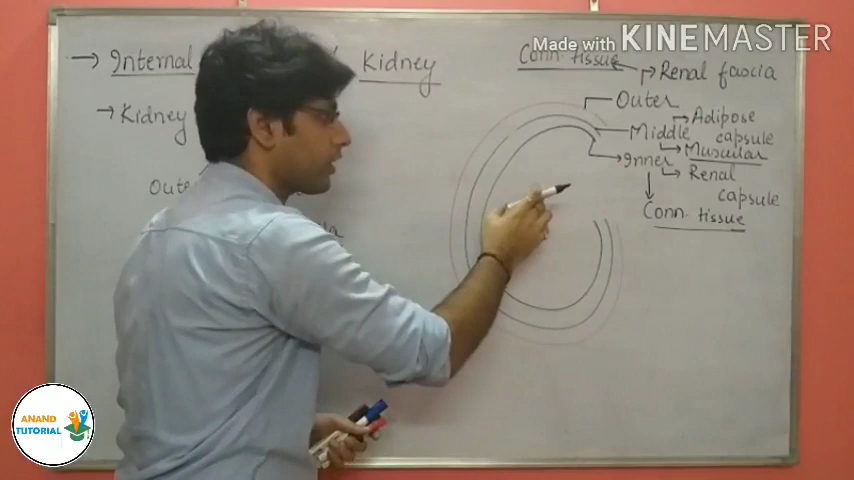 Made with KINEMASTER
→ Internal
Kidney
Conn. tissue
→ Renal fascia
→ Kidney
Outer
→ Adipose
Middle
capsule
→ Muscular
→ Inner
→ Renal
capsule
Conn. tissue
ANAND
TUTORIAL